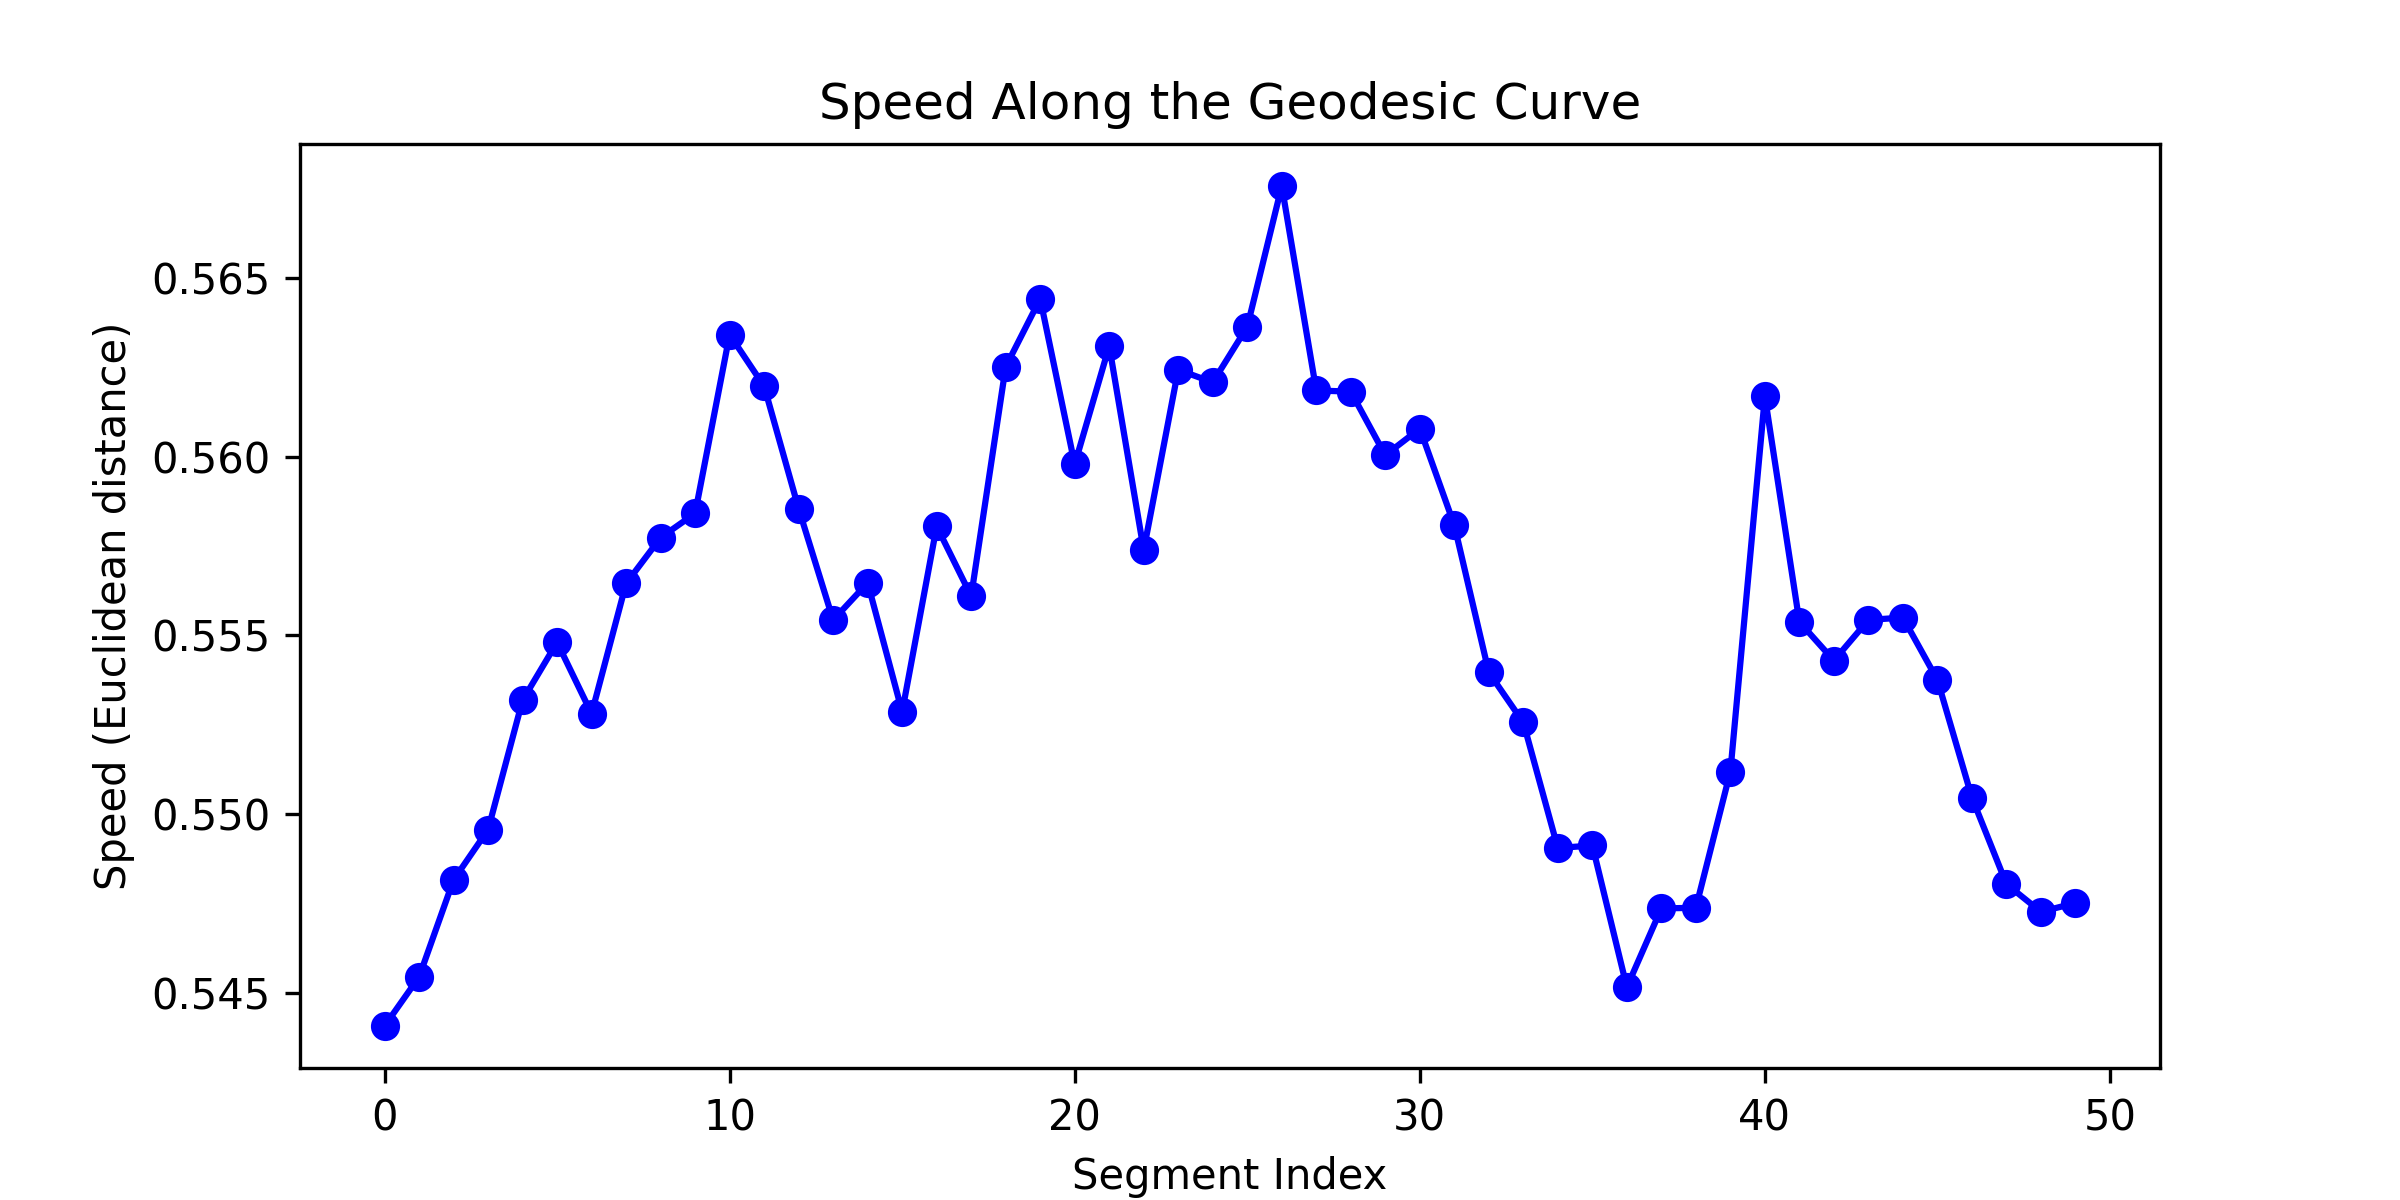 Speed Along the Geodesic Curve
Speed (Euclidean distance)
0.565
0.560
0.555
0.550
0.545
0 10 20 30 40 50
Segment Index